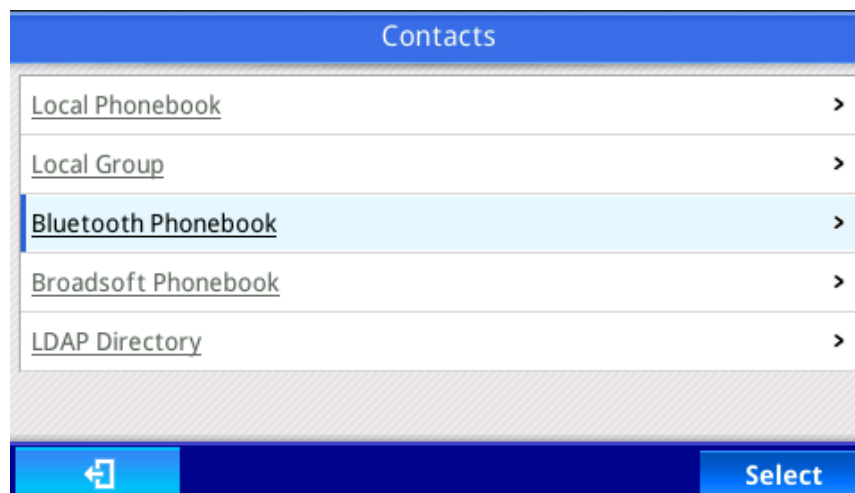 Contacts
Local Phonebook
Local Group
Bluetooth Phonebook
Broadsoft Phonebook
LDAP Directory
Select